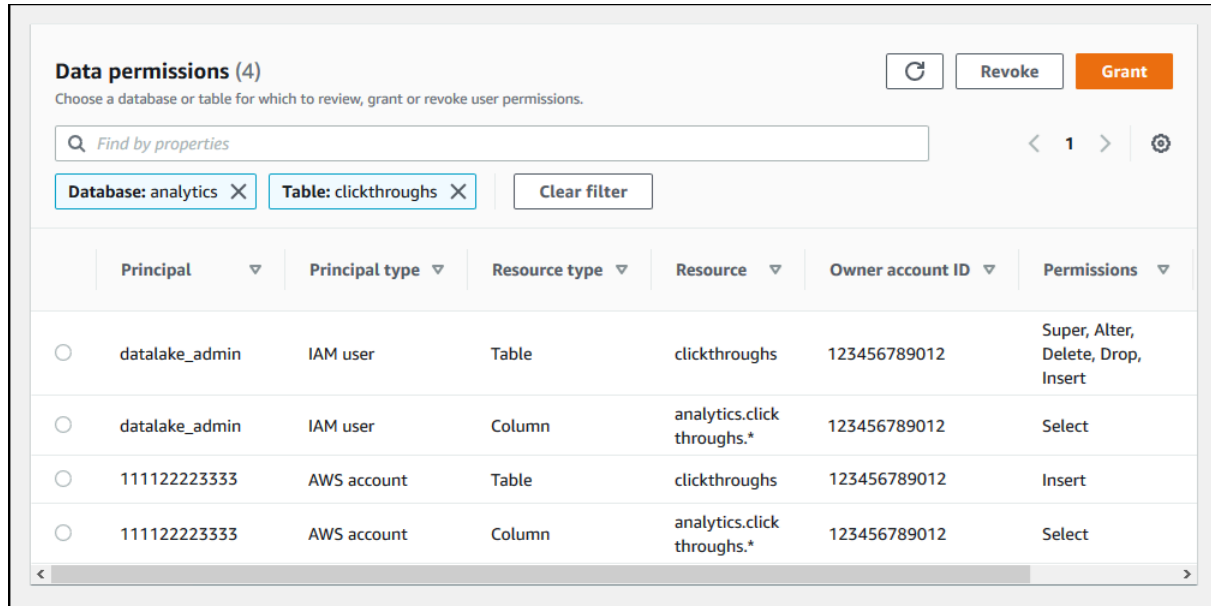 Data permissions (4)
Revoke
Grant
Choose a database or table for which to review, grant or revoke user permissions.
Find by properties
1
Database: analytics
Table: clickthroughs
Clear filter
Principal
Principal type
Resource type
Resource
Owner account ID
Permissions
datalake_admin
IAM user
Table
clickthroughs
123456789012
Super, Alter,
Delete, Drop,
Insert
datalake_admin
IAM user
Column
analytics.click
throughs.*
123456789012
Select
111122223333
AWS account
Table
clickthroughs
123456789012
Insert
111122223333
AWS account
Column
analytics.click
throughs.*
123456789012
Select